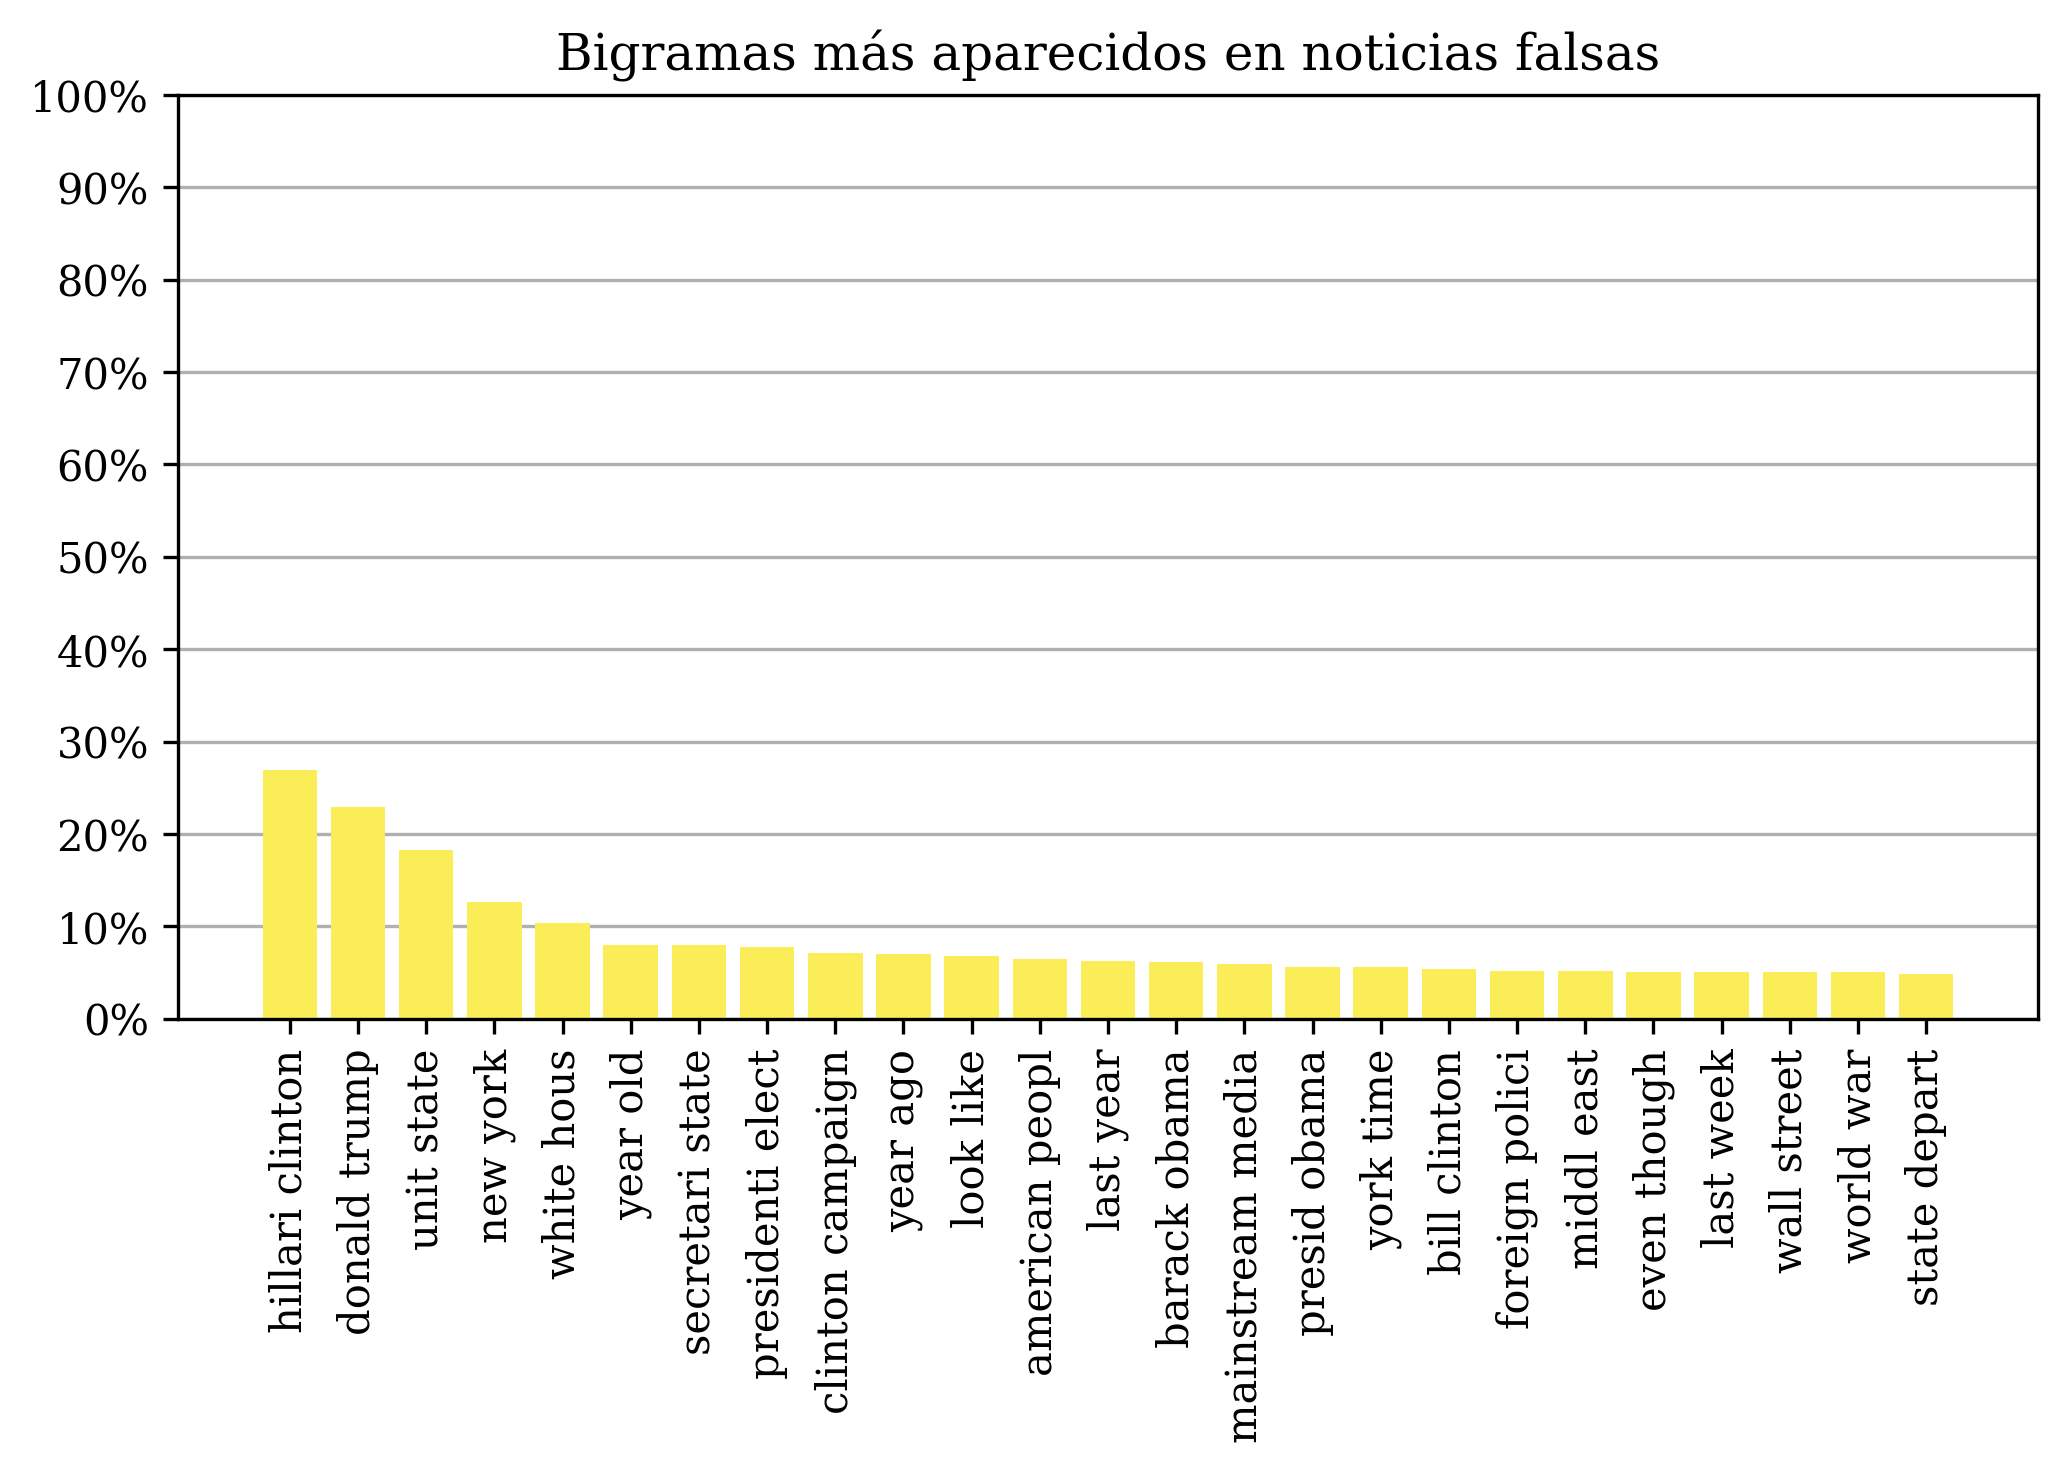 Bigramas más aparecidos en noticias falsas
100%
90%
80%
70%
60%
50%
40%
30%
20%
10%
0%
hillari clinton
donald trump
unit state
new york
white hous
year old
secretari state
presidenti elect
clinton campaign
year ago
look like
american peopl
last year
barack obama
mainstream media
presid obama
york time
bill clinton
foreign polici
middl east
even though
last week
wall street
world war
state depart